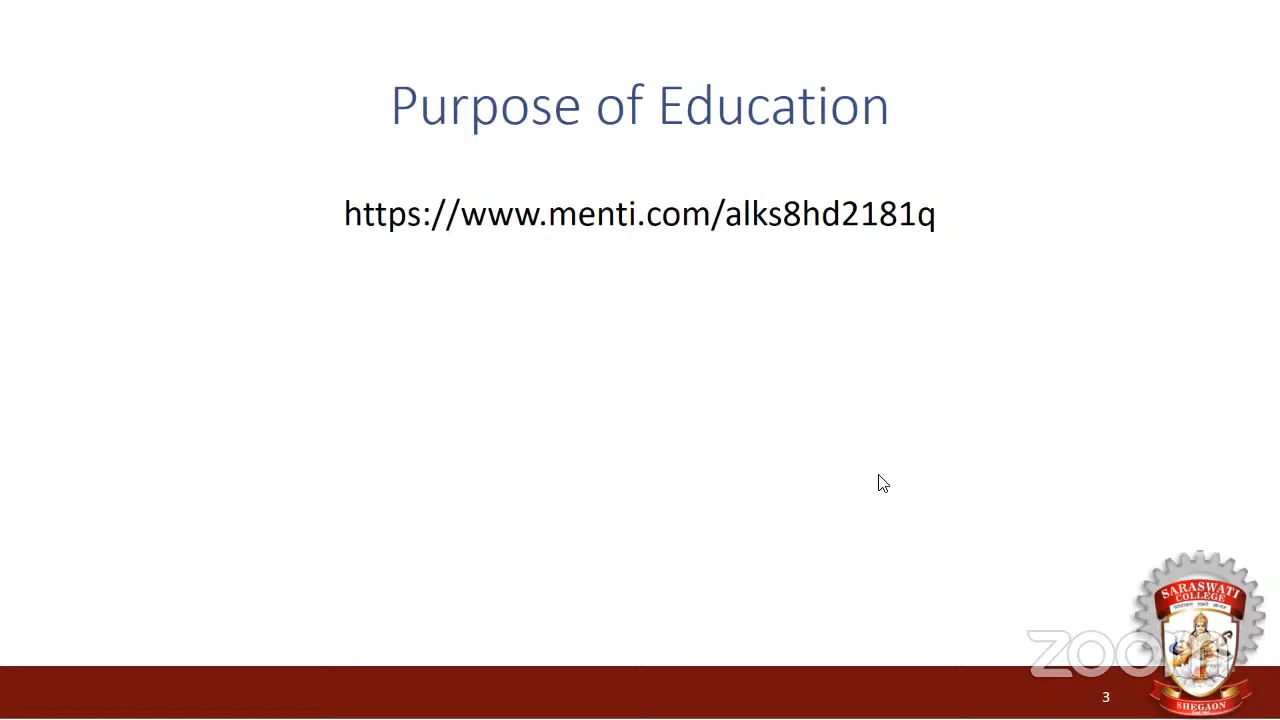 Purpose of Education
https://www.menti.com/alks8hd2181q
SARASWATI
COLLEGE
zoom
3
SHEGAON